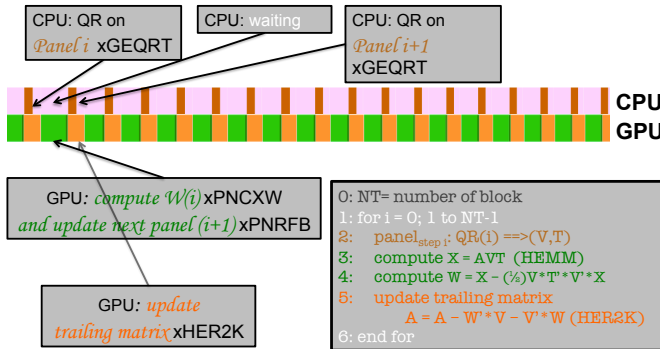 CPU: QR on
Panel i xGEQRT
CPU: waiting
CPU: QR on
Panel i+1
xGEQRT
CPU
GPU
GPU: compute W(i) xPNCXW
and update next panel (i+1) xPNRFB
GPU: update
trailing matrix xHER2K
0: NT= number of block
1: for i = 0; 1 to NT-1
2: panel step i: QR(i) ==>(V,T)
3: compute X = AVT (HEMM)
4: compute W = X – (½)V*T'*V'*X
5: update trailing matrix
A = A – W'*V – V'*W (HER2K)
6: end for